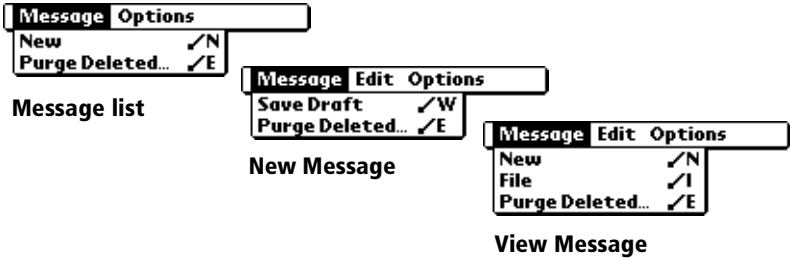 Message Options
New ✓N
Purge Deleted... ✓E
Message list
Message Edit Options
Save Draft ✓W
Purge Deleted... ✓E
New Message
Message Edit Options
New ✓N
File ✓I
Purge Deleted... ✓E
View Message